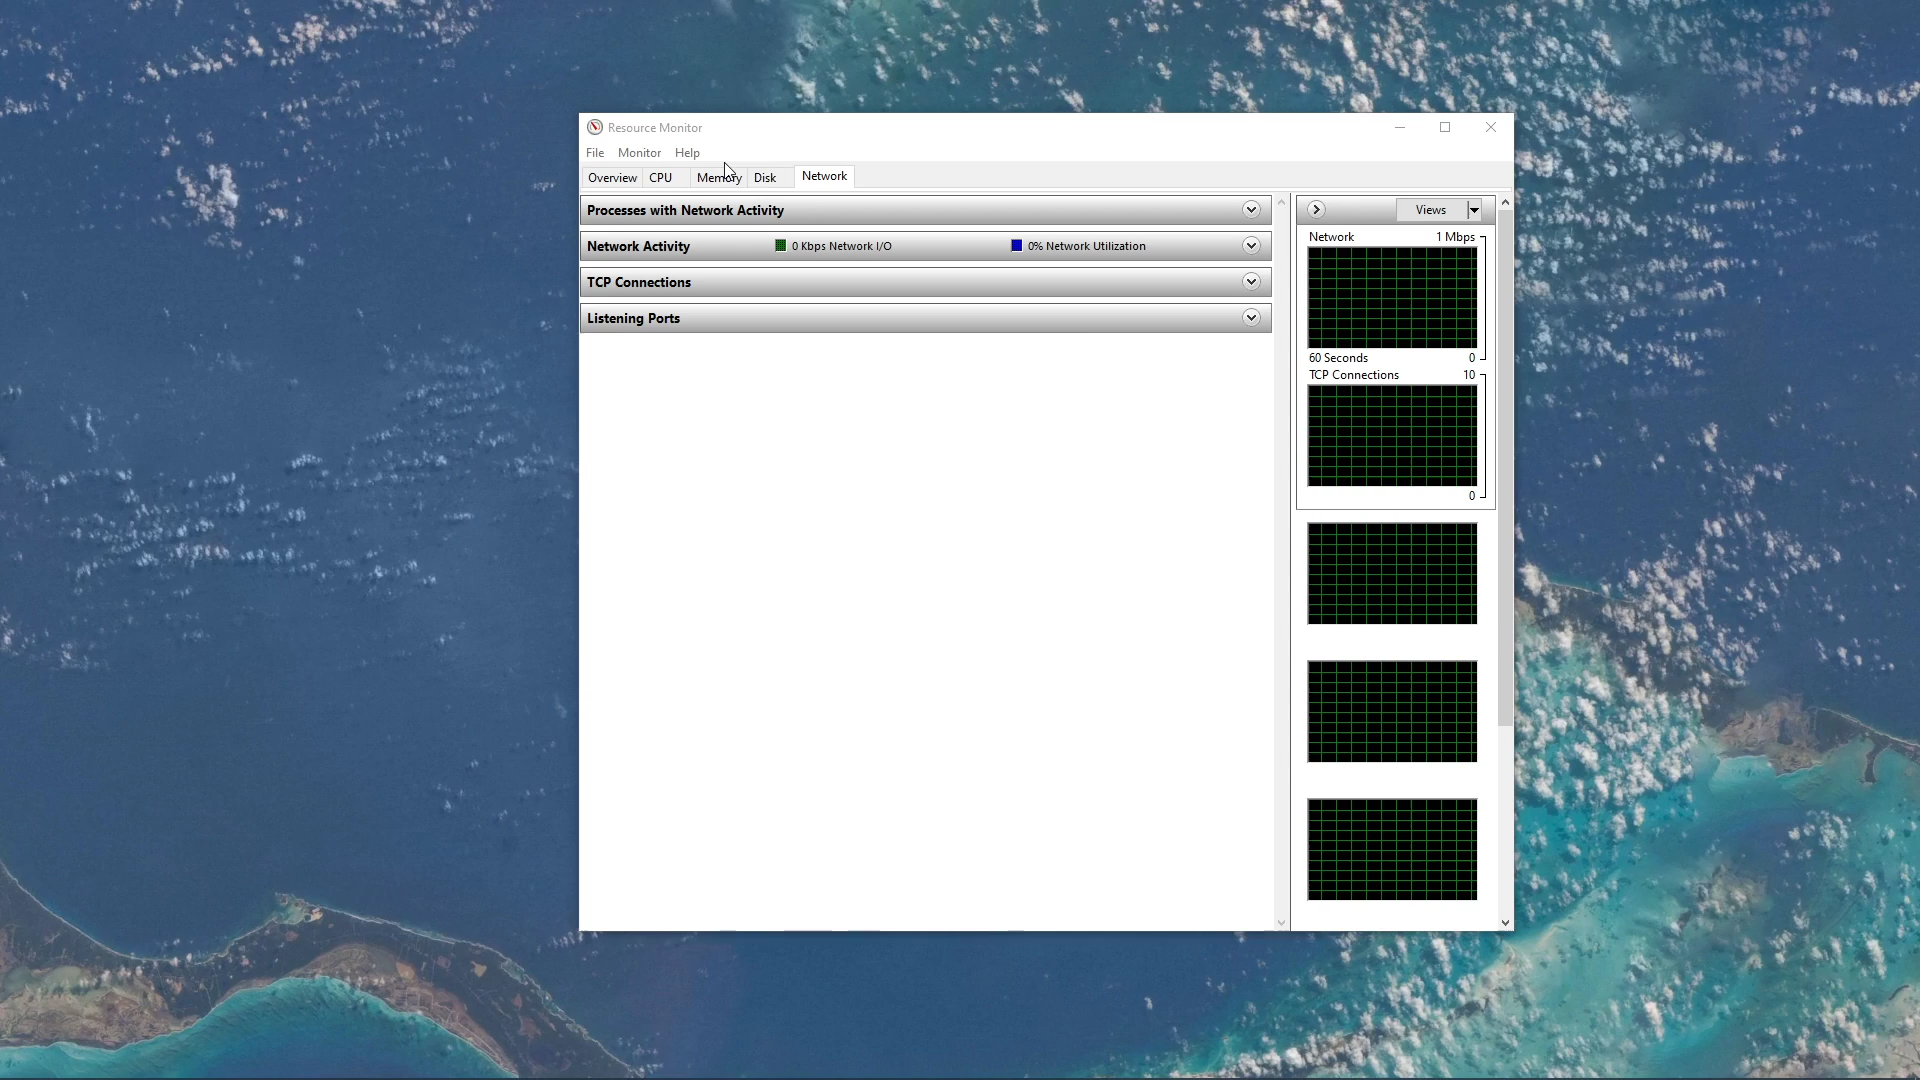 Resource Monitor
File Monitor Help
Overview CPU Memory Disk Network
Processes with Network Activity
Network Activity 0 Kbps Network I/O 0% Network Utilization
TCP Connections
Listening Ports
Views
Network 1 Mbps
60 Seconds 0
TCP Connections 10
0